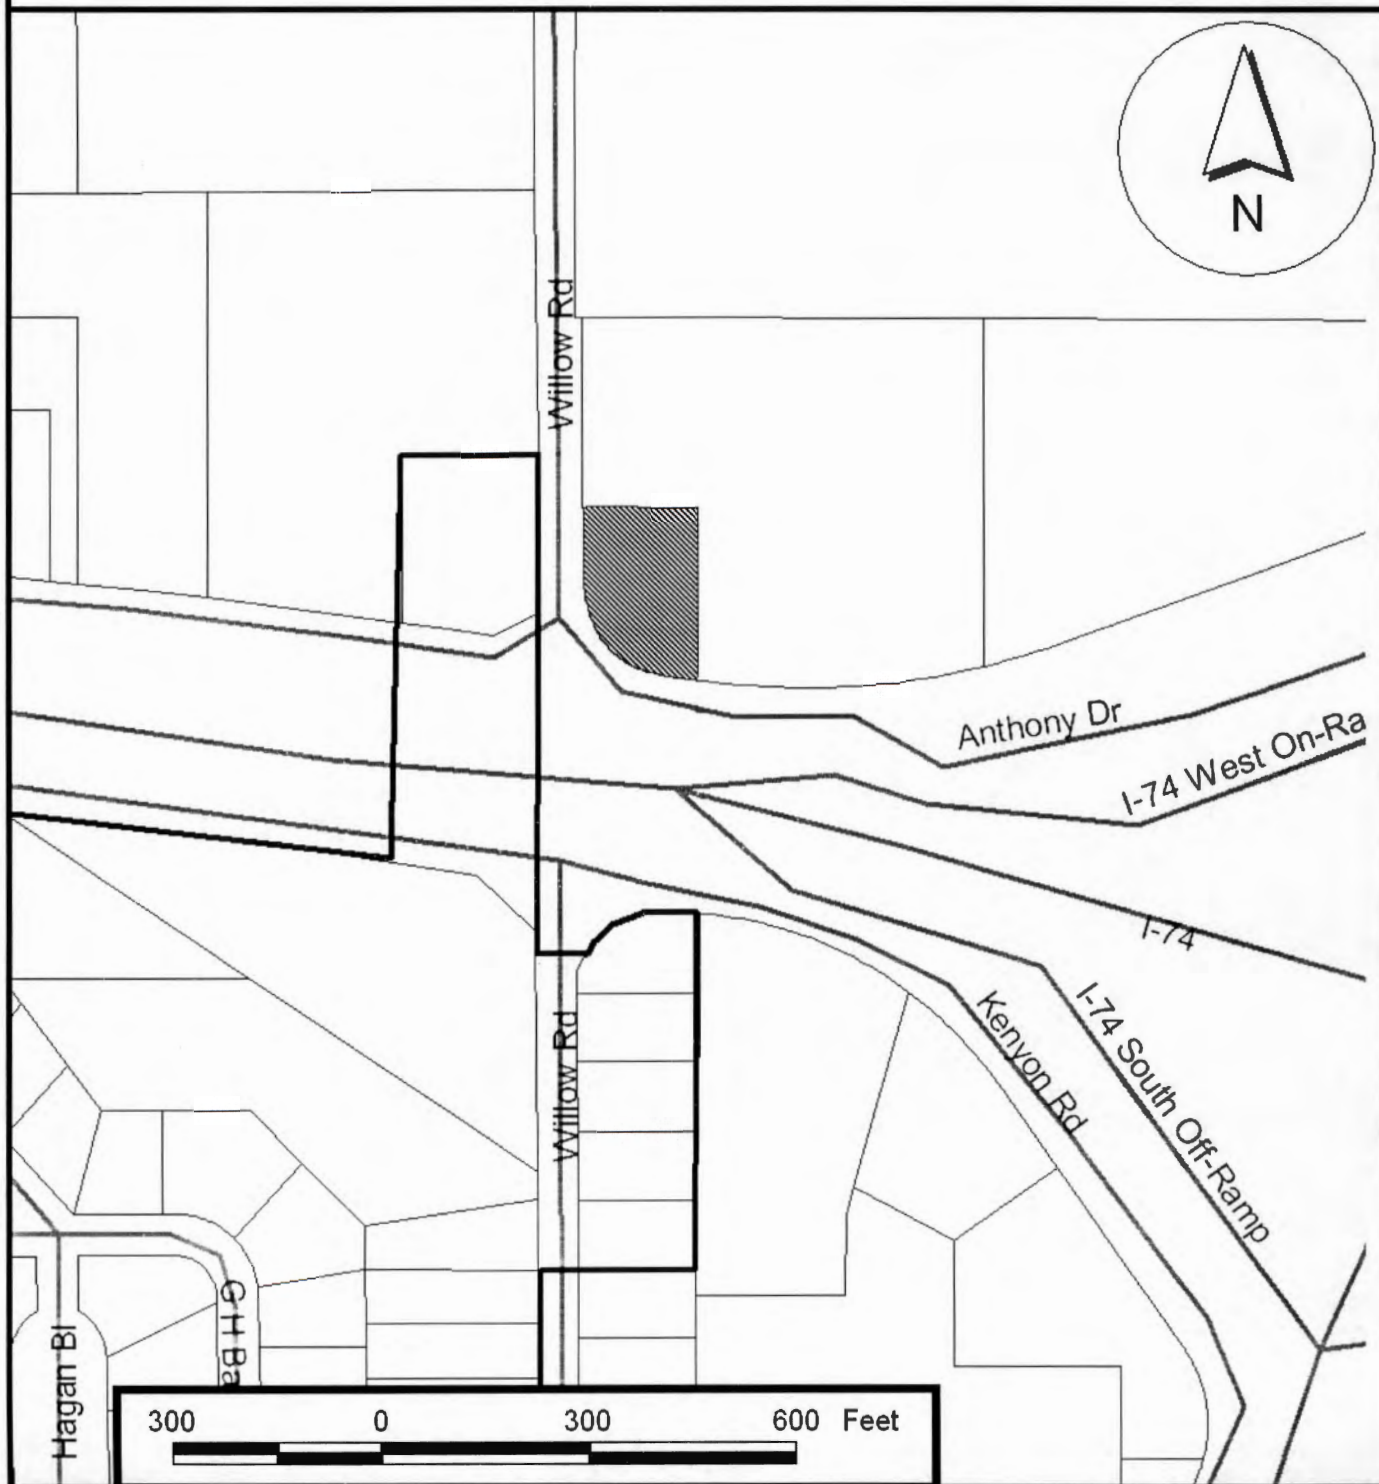 N
Willow Rd
Anthony Dr
I-74 West On-Ra
I-74
Kenyon Rd
I-74 South Off-Ramp
Willow Rd
G H Ba
Hagan Bl
300 0 300 600 Feet